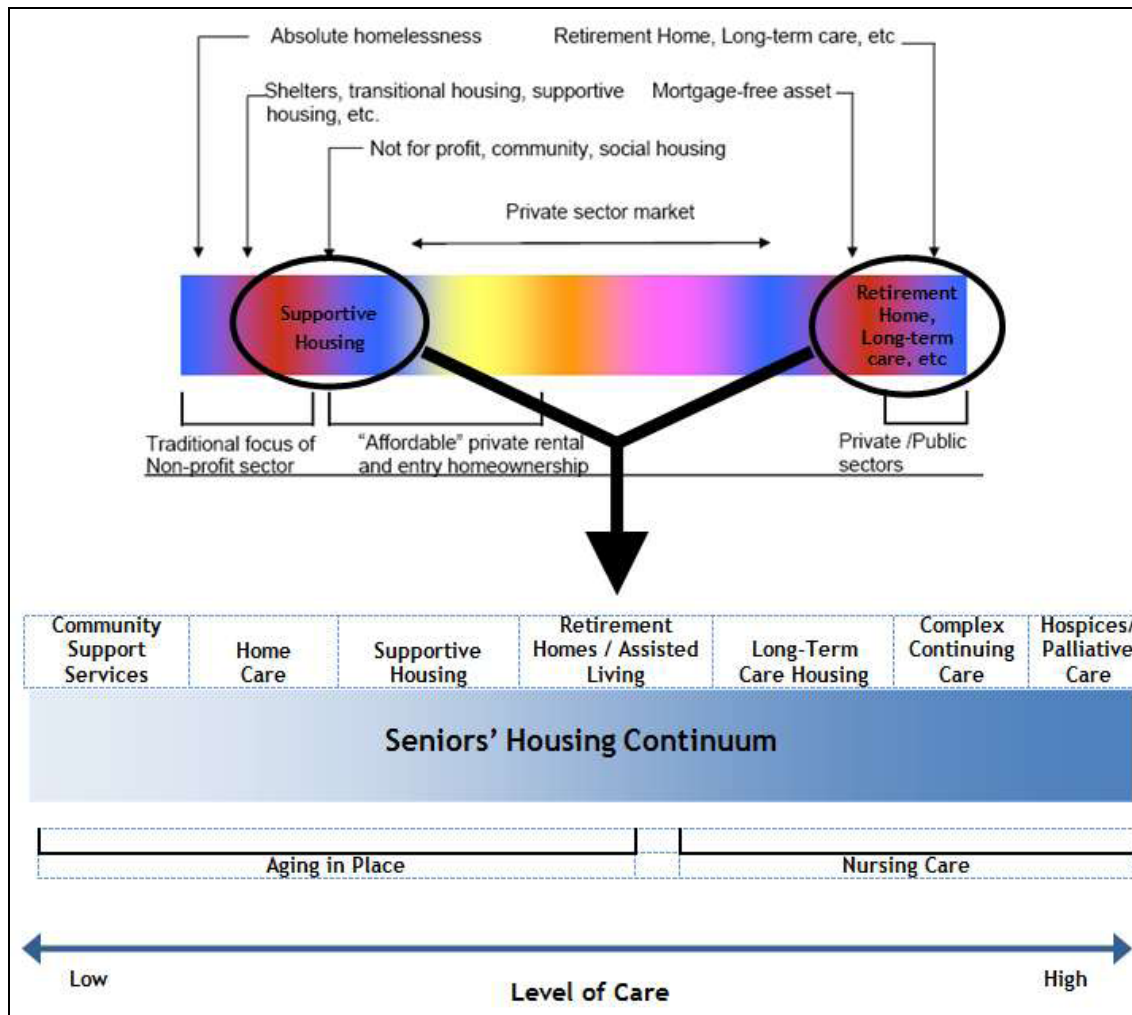 Absolute homelessness
Retirement Home, Long-term care, etc
Shelters, transitional housing, supportive
housing, etc.
Mortgage-free asset
Not for profit, community, social housing
Private sector market
Supportive
Housing
Retirement
Home,
Long-term
care, etc
Traditional focus of
Non-profit sector
“Affordable” private rental
and entry homeownership
Private /Public
sectors
Community
Support
Services
Home
Care
Supportive
Housing
Retirement
Homes / Assisted
Living
Long-Term
Care Housing
Complex
Continuing
Care
Hospices/
Palliative
Care
Seniors’ Housing Continuum
Aging in Place
Nursing Care
Low
High
Level of Care